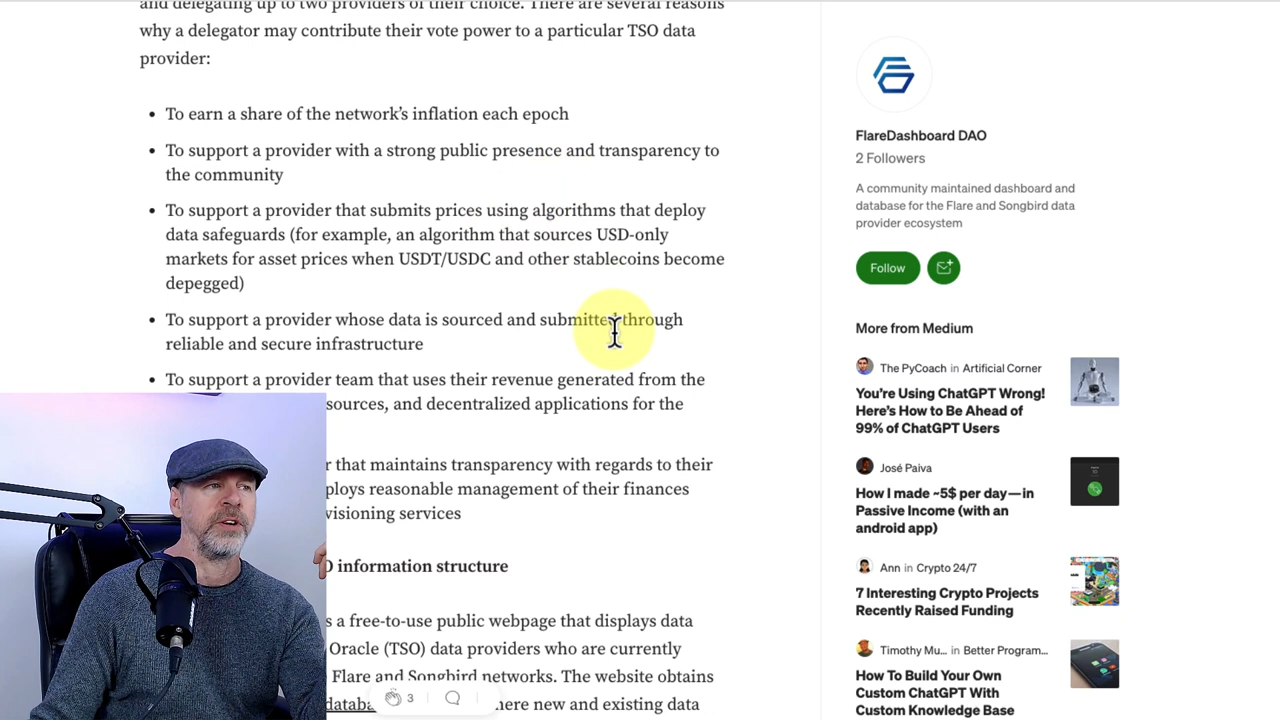 and delegating up to two providers of their choice. There are several reasons
why a delegator may contribute their vote power to a particular TSO data
provider:
• To earn a share of the network's inflation each epoch
• To support a provider with a strong public presence and transparency to
the community
• To support a provider that submits prices using algorithms that deploy
data safeguards (for example, an algorithm that sources USD-only
markets for asset prices when USDT/USDC and other stablecoins become
depegged)
• To support a provider whose data is sourced and submitted through
reliable and secure infrastructure
• To support a provider team that uses their revenue generated from the
sources, and decentralized applications for the
that maintains transparency with regards to their
reasonable management of their finances
services
information structure
s a free-to-use public webpage that displays data
Oracle (TSO) data providers who are currently
Flare and Songbird networks. The website obtains
here new and existing data
3
FlareDashboard DAO
2 Followers
A community maintained dashboard and
database for the Flare and Songbird data
provider ecosystem
Follow
More from Medium
The PyCoach in Artificial Corner
You're Using ChatGPT Wrong!
Here's How to Be Ahead of
99% of ChatGPT Users
José Paiva
How I made ~5$ per day—in
Passive Income (with an
android app)
Ann in Crypto 24/7
7 Interesting Crypto Projects
Recently Raised Funding
Timothy Mu... in Better Program...
How To Build Your Own
Custom ChatGPT With
Custom Knowledge Base